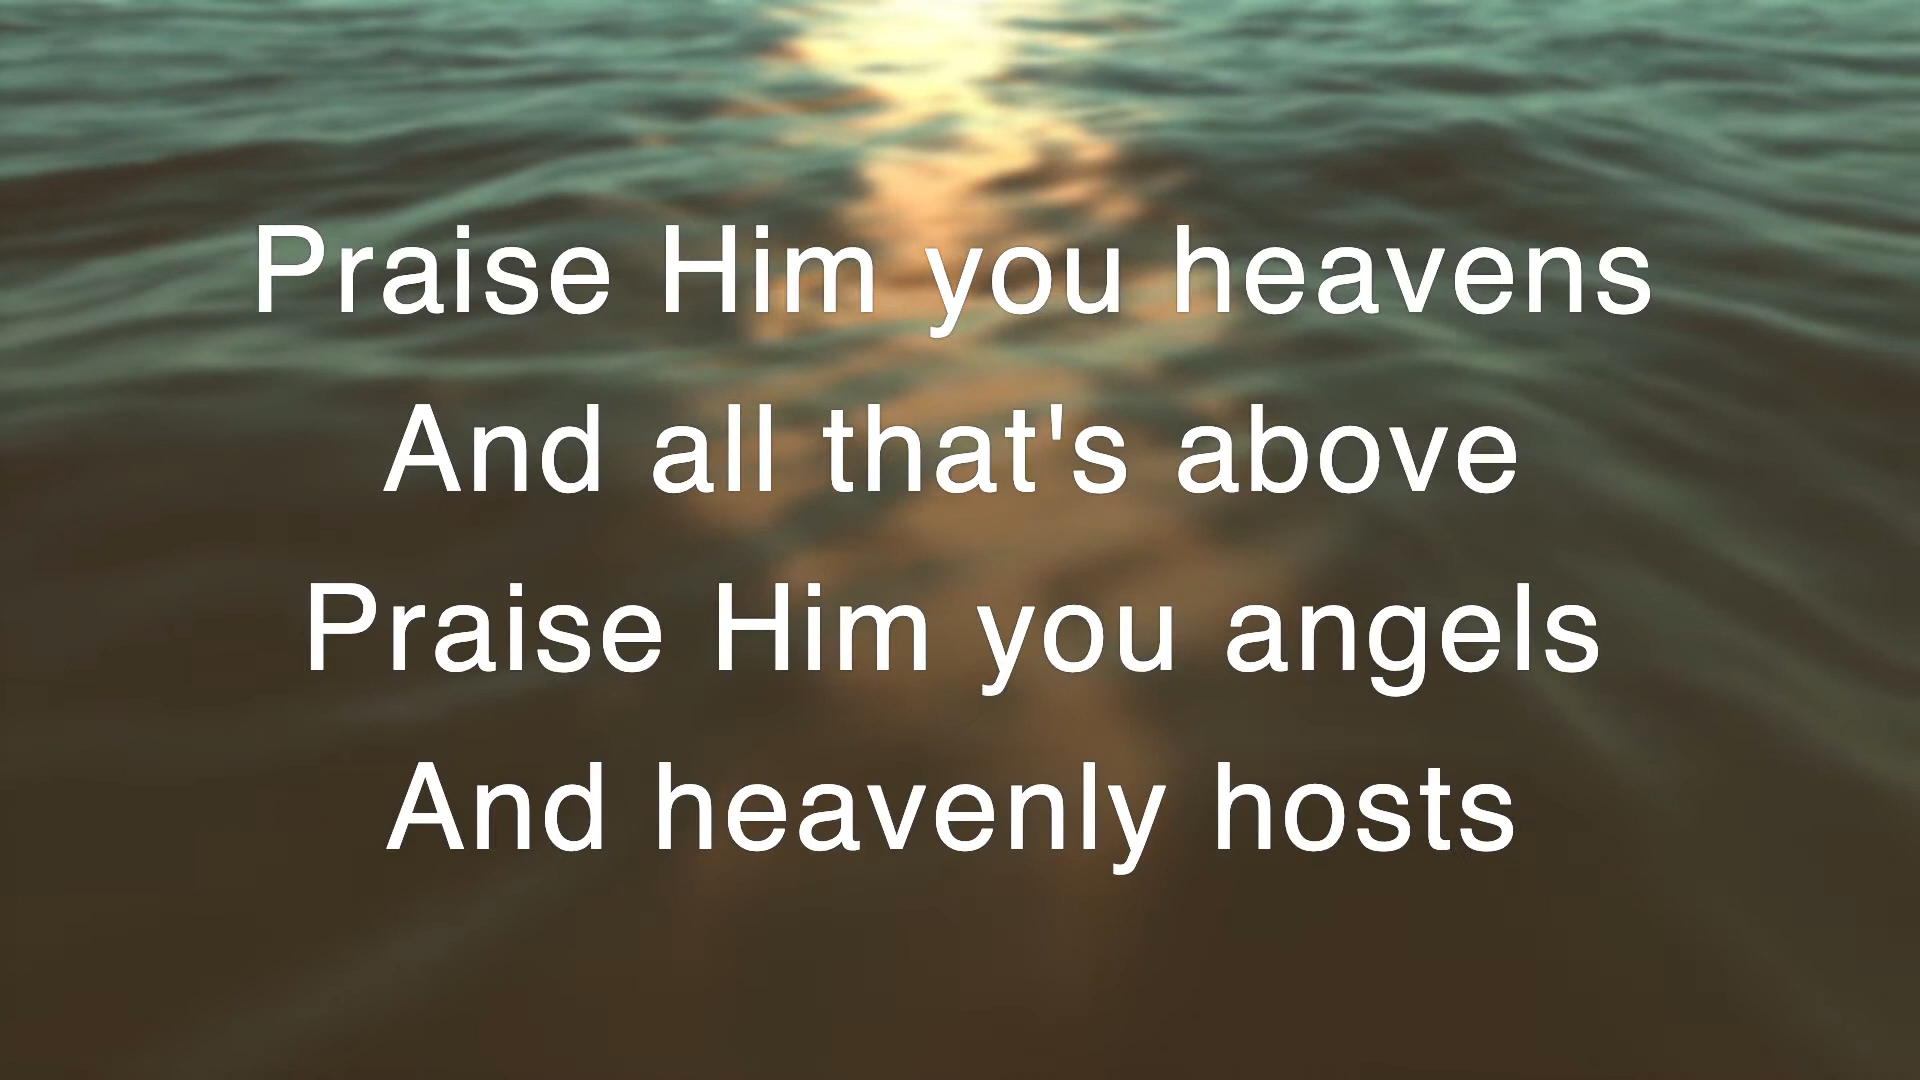 Praise Him you heavens
And all that's above
Praise Him you angels
And heavenly hosts